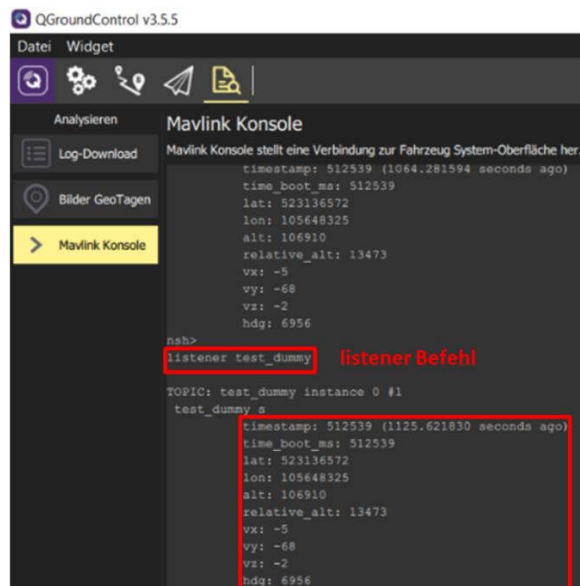 QGroundControl v3.5.5
Datei Widget
Analysieren
Log-Download
Bilder GeoTagen
Mavlink Konsole
Mavlink Konsole
Mavlink Konsole stellt eine Verbindung zur Fahrzeug System-Oberfläche her.
timestamp: 512539 (1064.281594 seconds ago)
time_boot_ms: 512539
lat: 523136572
lon: 105648325
alt: 106910
relative_alt: 13473
vx: -5
vy: -68
vz: -2
hdg: 6956
nsh>
listener test_dummy listener Befehl
TOPIC: test_dummy instance 0 #1
test_dummy_s
timestamp: 512539 (1125.621830 seconds ago)
time_boot_ms: 512539
lat: 523136572
lon: 105648325
alt: 106910
relative_alt: 13473
vx: -5
vy: -68
vz: -2
hdg: 6956